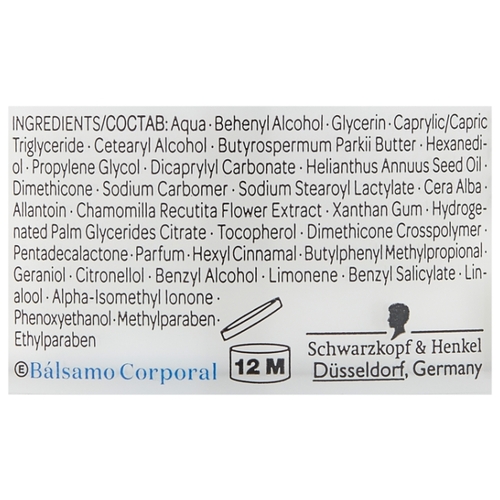 INGREDIENTS/COCTAB: Aqua · Behenyl Alcohol · Glycerin · Caprylic/Capric
Triglyceride · Cetearyl Alcohol · Butyrospermum Parkii Butter · Hexanedi-
ol · Propylene Glycol · Dicaprylyl Carbonate · Helianthus Annuus Seed Oil ·
Dimethicone · Sodium Carbomer · Sodium Stearoyl Lactylate · Cera Alba ·
Allantoin · Chamomilla Recutita Flower Extract · Xanthan Gum · Hydroge-
nated Palm Glycerides Citrate · Tocopherol · Dimethicone Crosspolymer ·
Pentadecalactone · Parfum · Hexyl Cinnamal · Butylphenyl Methylpropional ·
Geraniol · Citronellol · Benzyl Alcohol · Limonene · Benzyl Salicylate · Lin-
alool · Alpha-Isomethyl Ionone ·
Phenoxyethanol · Methylparaben ·
Ethylparaben
Ⓔ Bálsamo Corporal
12 M
Schwarzkopf & Henkel
Düsseldorf, Germany